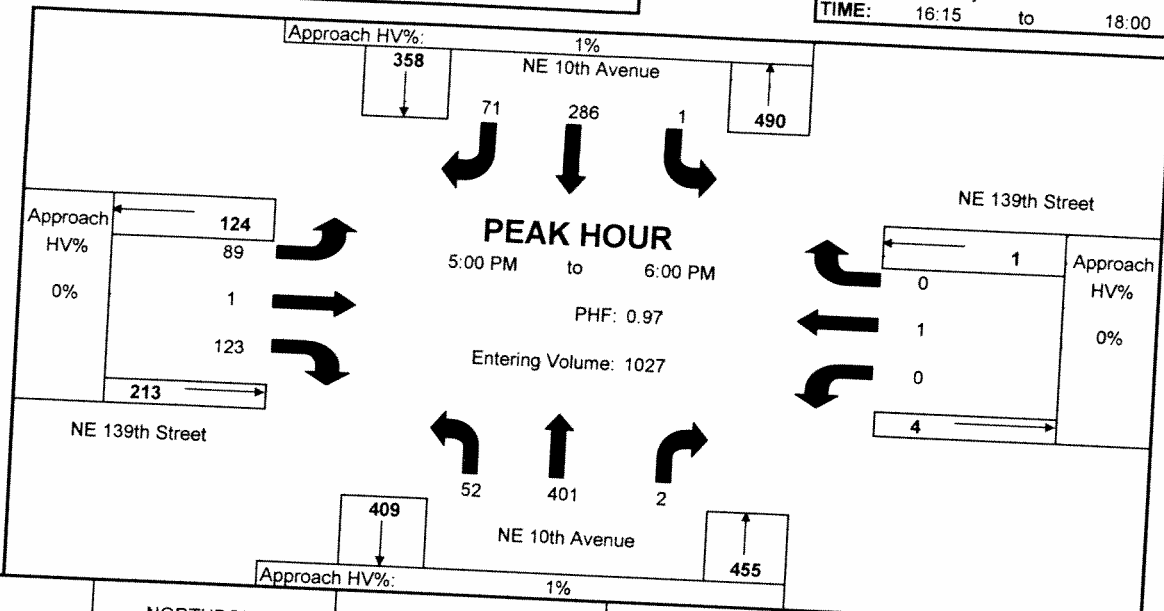 TIME: 16:15 to 18:00
Approach HV%: 1%
358 NE 10th Avenue
71 286 1 490
NE 139th Street
Approach HV% 0%
124
89
1
123
213
NE 139th Street
PEAK HOUR
5:00 PM to 6:00 PM
PHF: 0.97
Entering Volume: 1027
Approach HV% 0%
1
0
1
0
4
52 401 2
409 NE 10th Avenue
455
Approach HV%: 1%